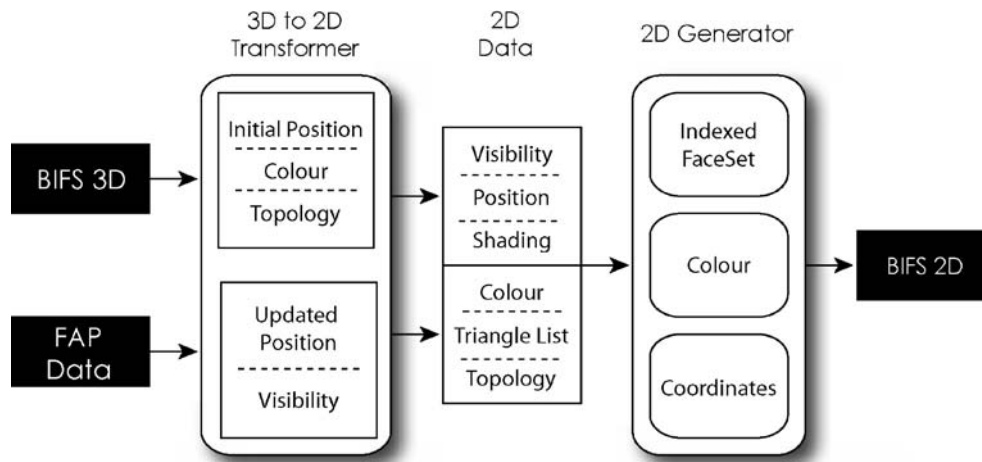 3D to 2D
Transformer
2D
Data
2D Generator
BIFS 3D
FAP
Data
Initial Position
Colour
Topology
Updated
Position
Visibility
Visibility
Position
Shading
Colour
Triangle List
Topology
Indexed
FaceSet
Colour
Coordinates
BIFS 2D